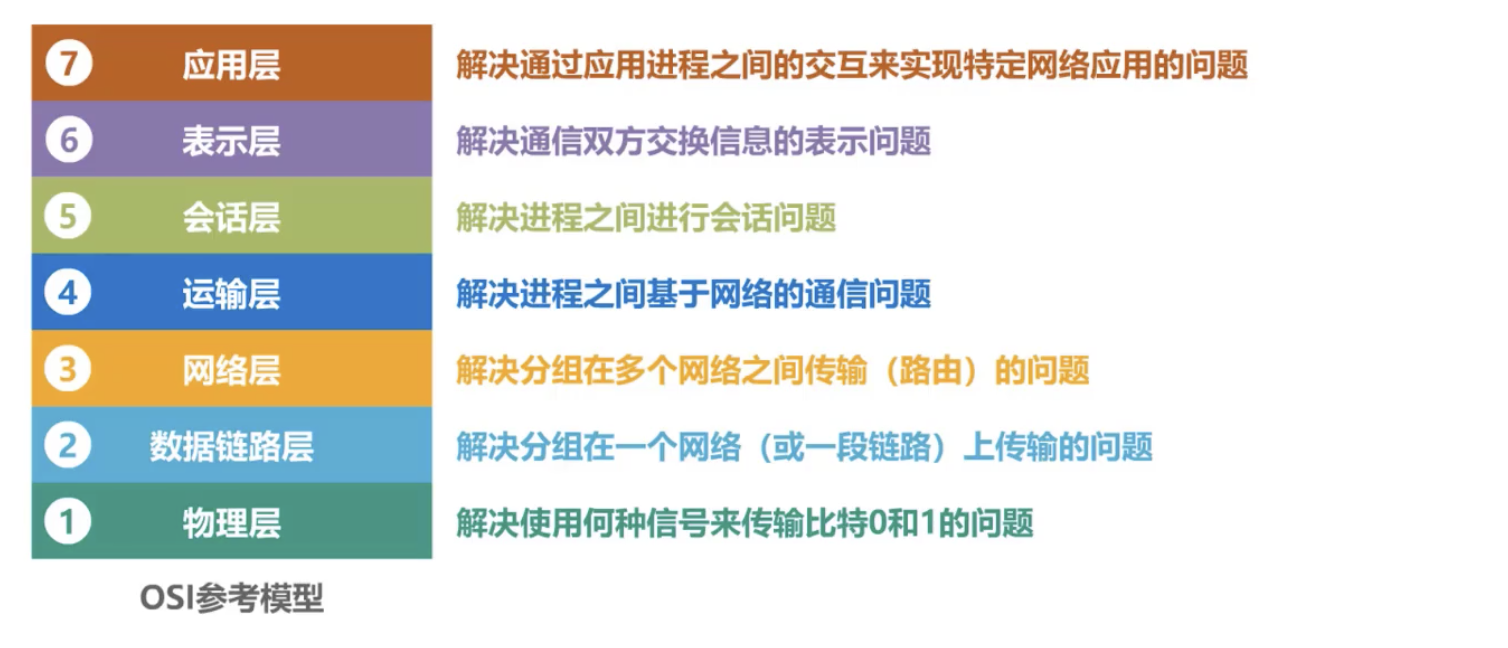 7 应用层 解决通过应用进程之间的交互来实现特定网络应用的问题
6 表示层 解决通信双方交换信息的表示问题
5 会话层 解决进程之间进行会话问题
4 运输层 解决进程之间基于网络的通信问题
3 网络层 解决分组在多个网络之间传输（路由）的问题
2 数据链路层 解决分组在一个网络（或一段链路）上传输的问题
1 物理层 解决使用何种信号来传输比特0和1的问题
OSI参考模型